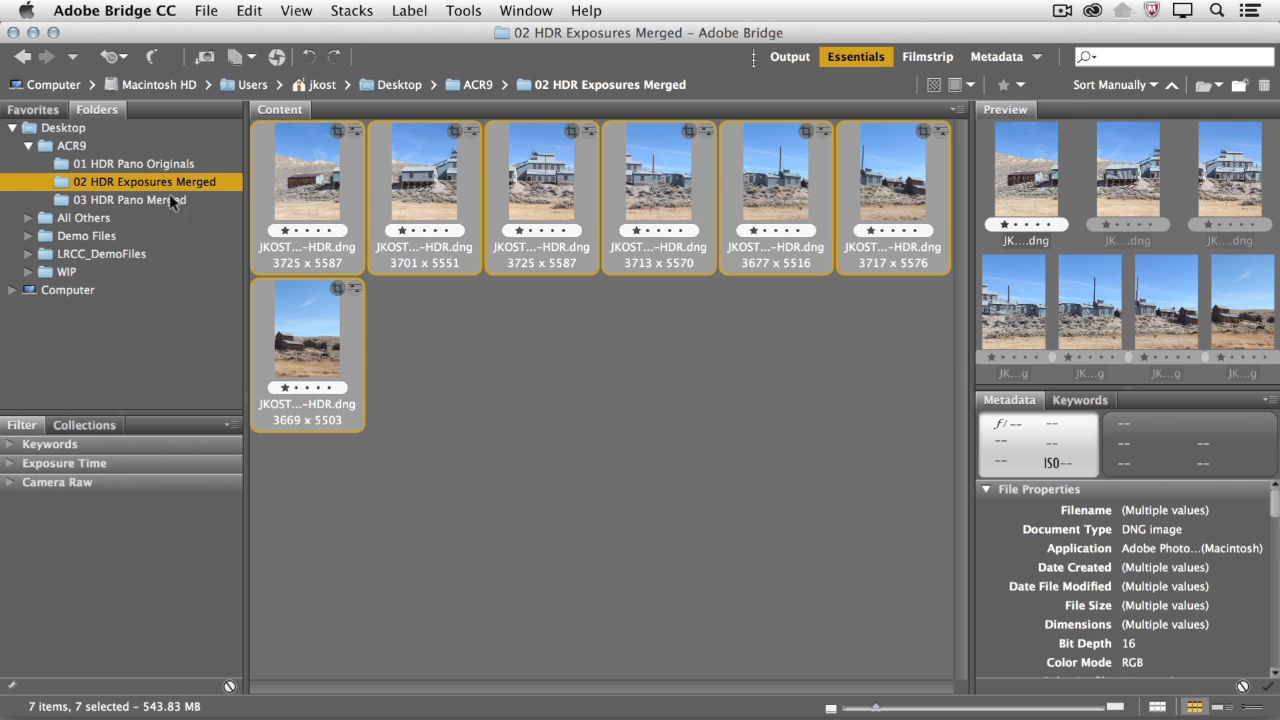 Adobe Bridge CC File Edit View Stacks Label Tools Window Help
02 HDR Exposures Merged – Adobe Bridge
Output Essentials Filmstrip Metadata
Computer Macintosh HD Users jkost Desktop ACR9 02 HDR Exposures Merged Sort Manually
Favorites Folders
Desktop
ACR9
01 HDR Pano Originals
02 HDR Exposures Merged
03 HDR Pano Merged
All Others
Demo Files
LRCC_DemoFiles
WIP
Computer
Filter Collections
Keywords
Exposure Time
Camera Raw
Content
JKOST...-HDR.dng JKOST...-HDR.dng JKOST...-HDR.dng JKOST...-HDR.dng JKOST...-HDR.dng JKOST...-HDR.dng
3725 x 5587 3701 x 5551 3725 x 5587 3713 x 5570 3677 x 5516 3717 x 5576
JKOST...-HDR.dng
3669 x 5503
Preview
JK....dng JK....dng JK....dng
JK...g JK...g JK...g JK...g
Metadata Keywords
f/-- -- --
-- -- -- --
-- ISO-- -- --
File Properties
Filename (Multiple values)
Document Type DNG image
Application Adobe Photo...(Macintosh)
Date Created (Multiple values)
Date File Modified (Multiple values)
File Size (Multiple values)
Dimensions (Multiple values)
Bit Depth 16
Color Mode RGB
7 items, 7 selected - 543.83 MB